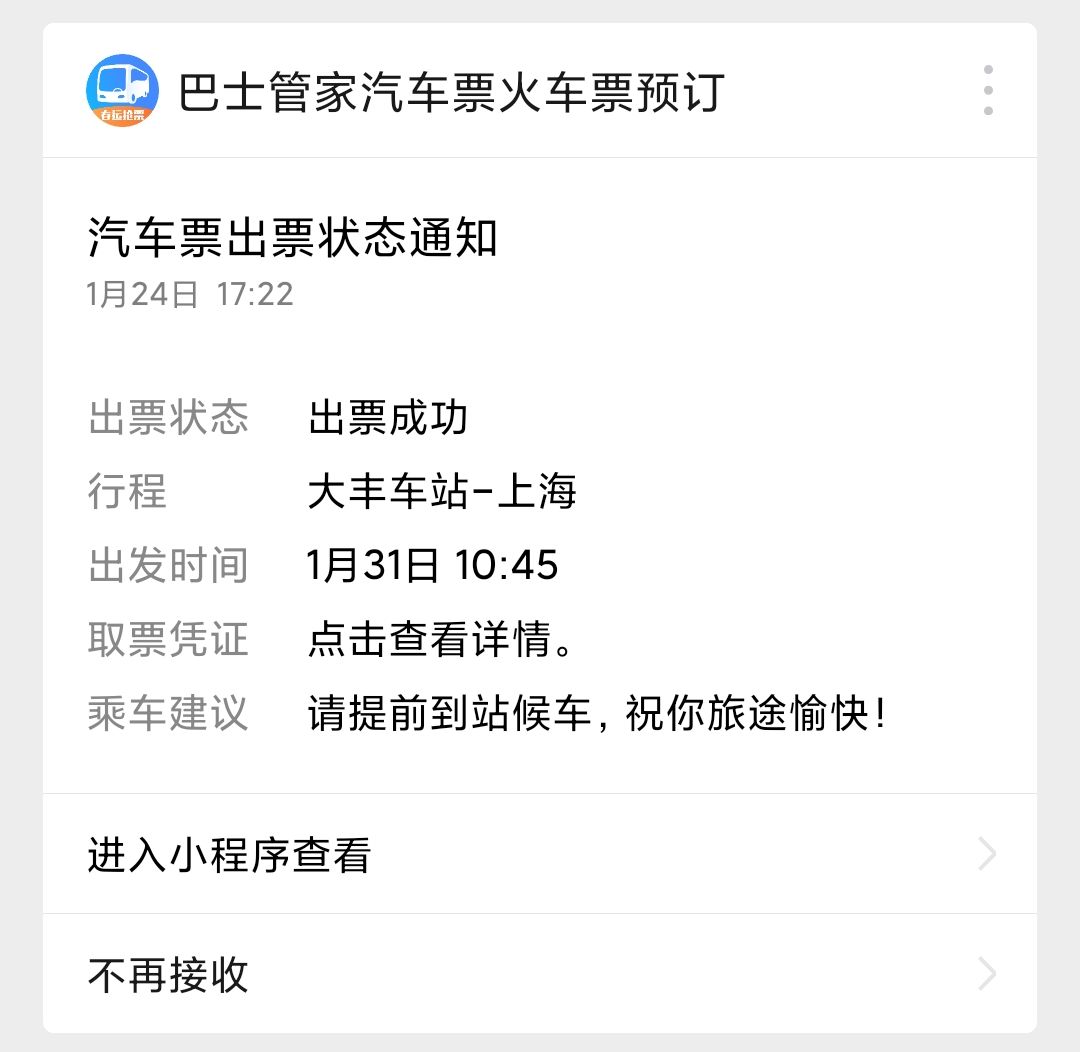 春运抢票
巴士管家汽车票火车票预订
汽车票出票状态通知
1月24日 17:22
出票状态 出票成功
行程 大丰车站-上海
出发时间 1月31日 10:45
取票凭证 点击查看详情。
乘车建议 请提前到站候车，祝你旅途愉快！
进入小程序查看
不再接收